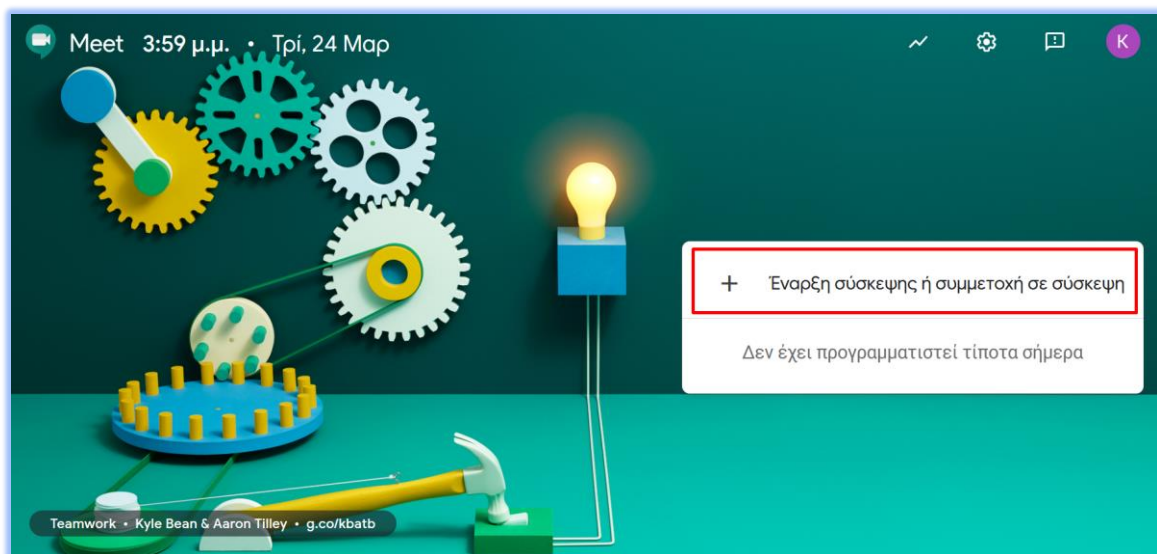 Meet 3:59 μ.μ. • Τρί, 24 Μαρ
K
+ Έναρξη σύσκεψης ή συμμετοχή σε σύσκεψη
Δεν έχει προγραμματιστεί τίποτα σήμερα
Teamwork • Kyle Bean & Aaron Tilley • g.co/kbatb